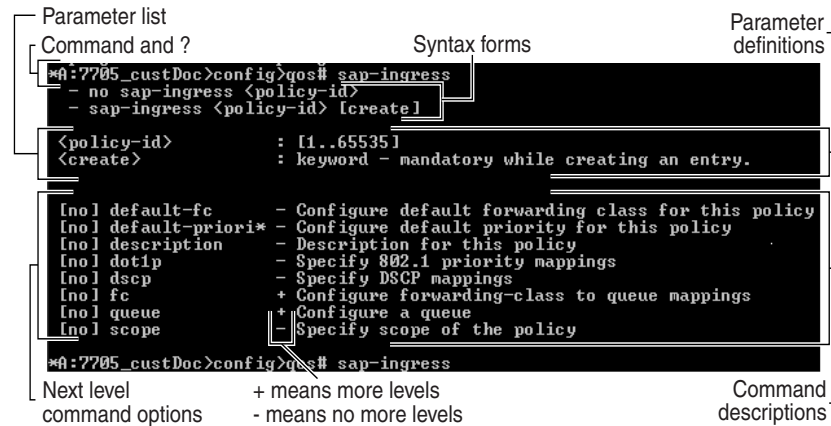 Parameter list
Command and ?
Syntax forms
Parameter
definitions
*A:7705_custDoc>config>qos# sap-ingress
- no sap-ingress <policy-id>
- sap-ingress <policy-id> [create]
<policy-id> : [1..65535]
<create> : keyword - mandatory while creating an entry.
[no] default-fc - Configure default forwarding class for this policy
[no] default-priori* - Configure default priority for this policy
[no] description - Description for this policy
[no] dot1p - Specify 802.1 priority mappings
[no] dscp - Specify DSCP mappings
[no] fc + Configure forwarding-class to queue mappings
[no] queue + Configure a queue
[no] scope - Specify scope of the policy
*A:7705_custDoc>config>qos# sap-ingress
Next level
command options
+ means more levels
- means no more levels
Command
descriptions